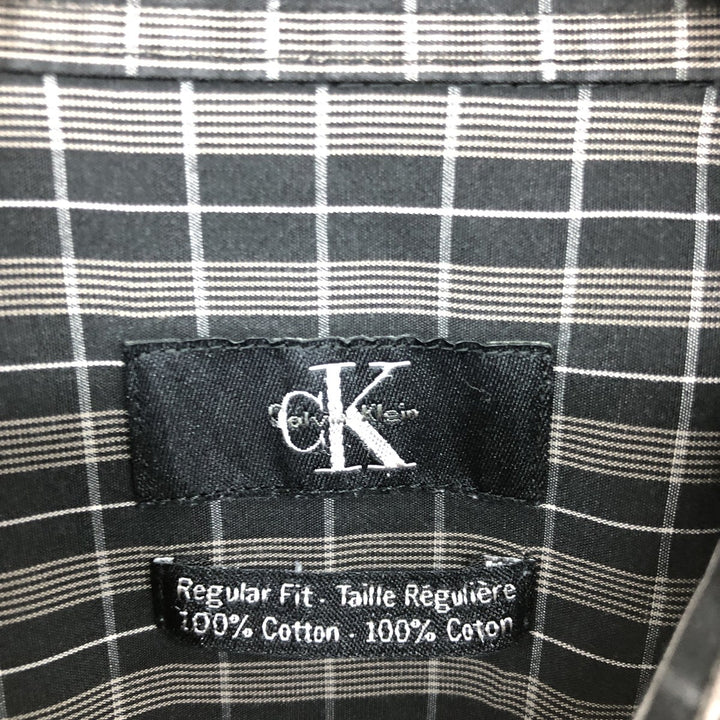 CK
Calvin Klein
Regular Fit . Taille Régulière
100% Cotton . 100% Coton